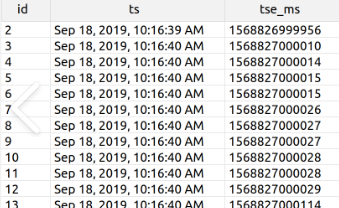 id ts tse_ms
2 Sep 18, 2019, 10:16:39 AM 1568826999956
3 Sep 18, 2019, 10:16:40 AM 1568827000010
4 Sep 18, 2019, 10:16:40 AM 1568827000014
5 Sep 18, 2019, 10:16:40 AM 1568827000015
6 Sep 18, 2019, 10:16:40 AM 1568827000015
7 Sep 18, 2019, 10:16:40 AM 1568827000026
8 Sep 18, 2019, 10:16:40 AM 1568827000027
9 Sep 18, 2019, 10:16:40 AM 1568827000027
10 Sep 18, 2019, 10:16:40 AM 1568827000028
11 Sep 18, 2019, 10:16:40 AM 1568827000028
12 Sep 18, 2019, 10:16:40 AM 1568827000029
13 Sep 18, 2019, 10:16:40 AM 1568827000114